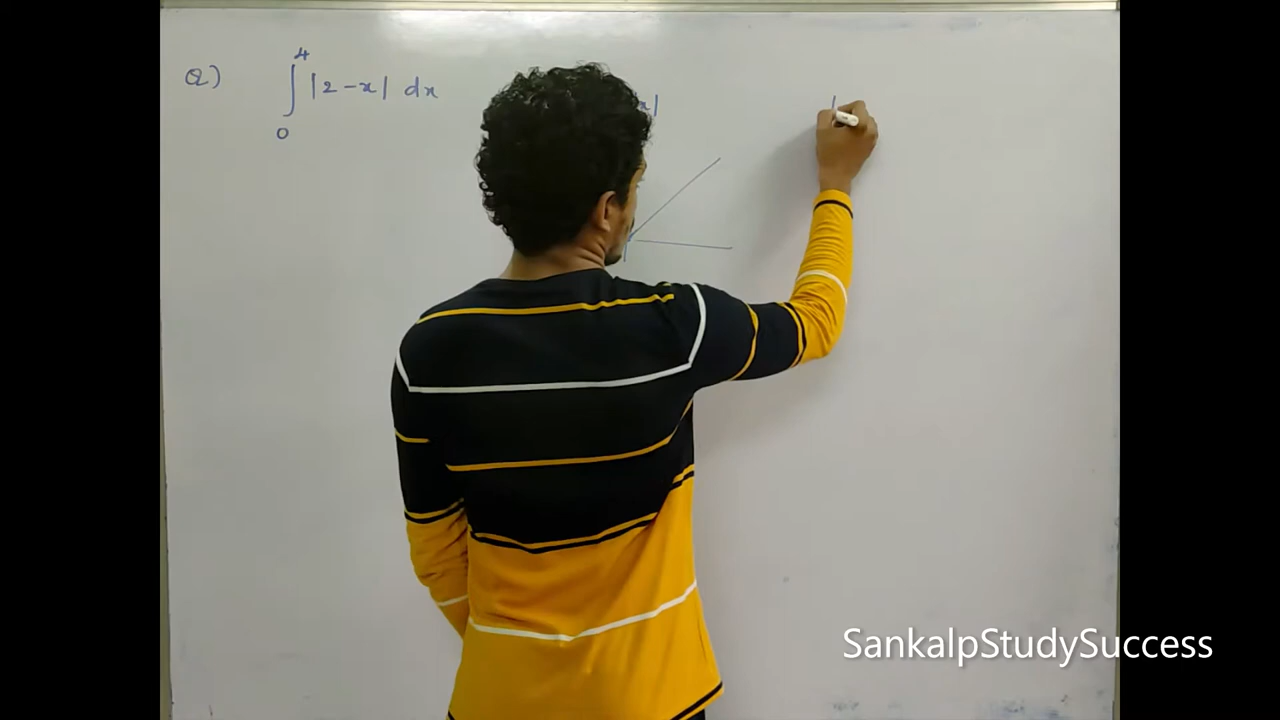 Q) ∫₀⁴ |2-x| dx
x|
SankalpStudySuccess